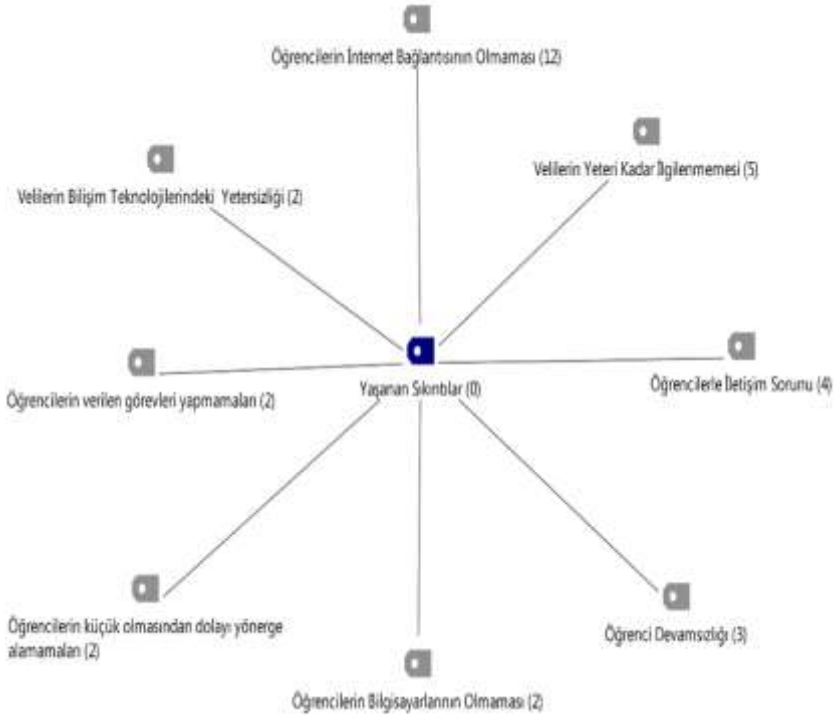 Öğrencilerin İnternet Bağlantısının Olmaması (12)
Velilerin Yeteri Kadar İlgilenmemesi (5)
Velilerin Bilişim Teknolojilerindeki Yetersizliği (2)
Yaşanan Sıkıntılar (0)
Öğrencilerle İletişim Sorunu (4)
Öğrencilerin verilen görevleri yapmamaları (2)
Öğrencilerin küçük olmasından dolayı yönerge
alamamaları (2)
Öğrenci Devamsızlığı (3)
Öğrencilerin Bilgisayarlarının Olmaması (2)